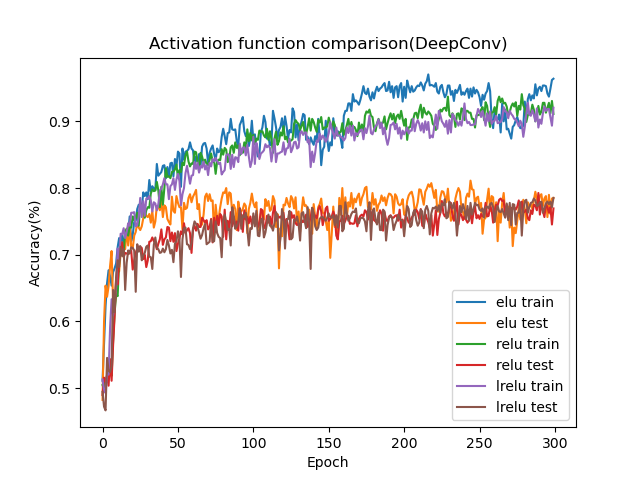 Activation function comparison(DeepConv)
Accuracy(%)
0.9
0.8
0.7
0.6
0.5
elu train
elu test
relu train
relu test
lrelu train
lrelu test
0 50 100 150 200 250 300
Epoch